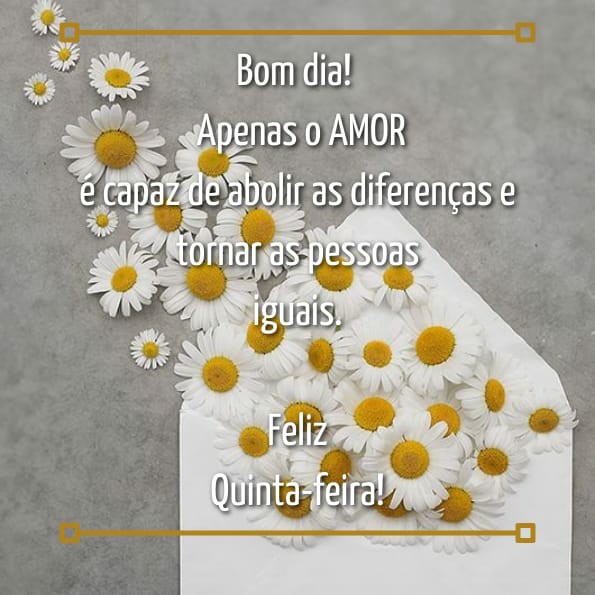 Bom dia!
Apenas o AMOR
é capaz de abolir as diferenças e
tornar as pessoas
iguais.
Feliz
Quinta-feira!